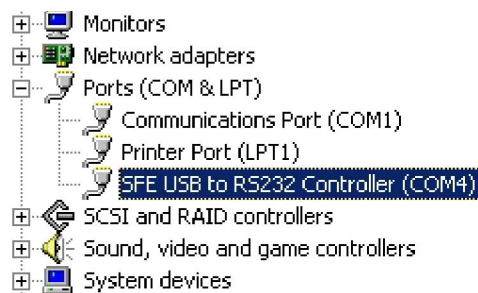 Monitors
Network adapters
Ports (COM & LPT)
Communications Port (COM1)
Printer Port (LPT1)
SFE USB to RS232 Controller (COM4)
SCSI and RAID controllers
Sound, video and game controllers
System devices